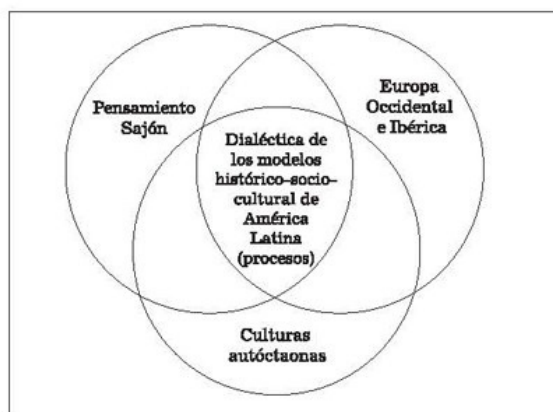 Pensamiento
Sajón
Europa
Occidental
e Ibérica
Dialéctica de
los modelos
histórico-socio-
cultural de
América
Latina
(procesos)
Culturas
autóctaonas